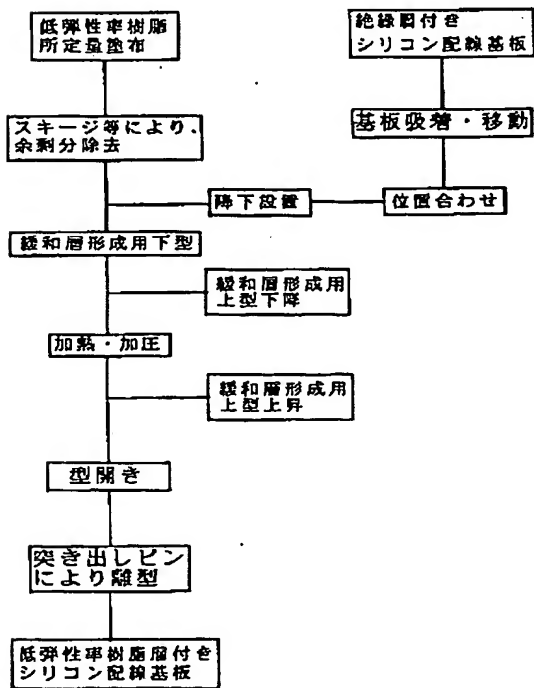 低弾性率樹脂
所定量塗布
絶縁層付き
シリコン配線基板
スキージ等により、
余剰分除去
基板吸着・移動
降下設置
位置合わせ
緩和層形成用下型
緩和層形成用
上型下降
加熱・加圧
緩和層形成用
上型上昇
型開き
突き出しピン
により離型
低弾性率樹脂層付き
シリコン配線基板